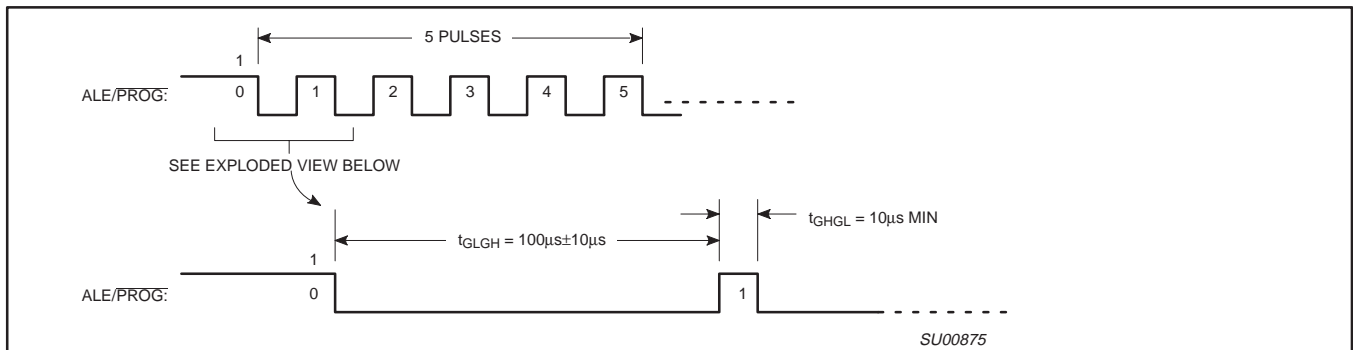 5 PULSES
1
ALE/PROG: 0 1 2 3 4 5
SEE EXPLODED VIEW BELOW
tGHGL = 10µs MIN
tGLGH = 100µs±10µs
1
ALE/PROG: 0 1
SU00875